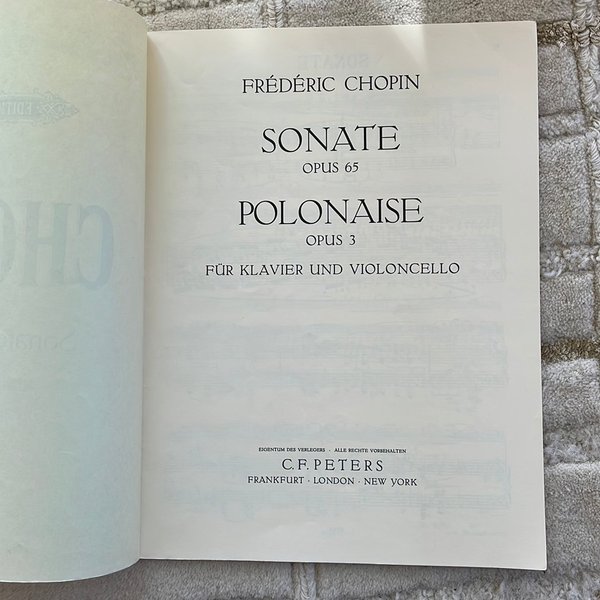 FRÉDÉRIC CHOPIN
SONATE
OPUS 65
POLONAISE
OPUS 3
FÜR KLAVIER UND VIOLONCELLO
EIGENTUM DES VERLEGERS · ALLE RECHTE VORBEHALTEN
C. F. PETERS
FRANKFURT · LONDON · NEW YORK